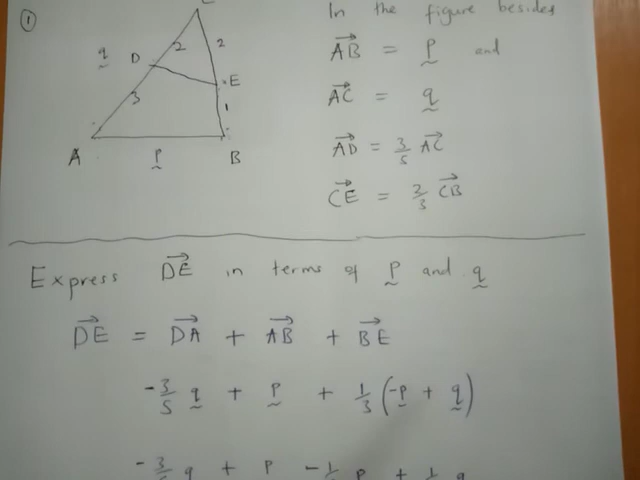 ①
In the figure besides
AB = p and
AC = q
AD = 3/5 AC
CE = 2/3 CB
q D 2 2
E
3 1
A p B
Express DE in terms of p and q
DE = DA + AB + BE
-3/5 q + p + 1/3 (-p + q)
q + p - p + q